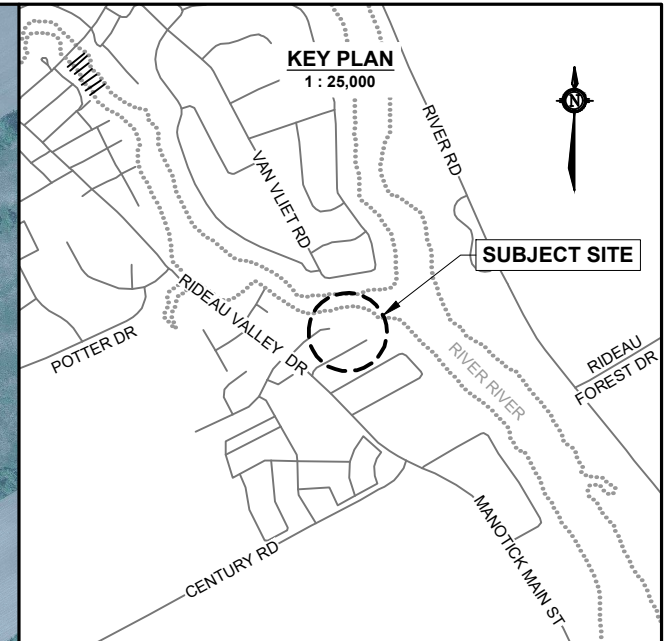 KEY PLAN
1 : 25,000
N
RIVER RD
VAN VLIET RD
SUBJECT SITE
RIDEAU VALLEY DR
POTTER DR
RIVER RIVER
RIDEAU
FOREST DR
MANOTICK MAIN ST
CENTURY RD